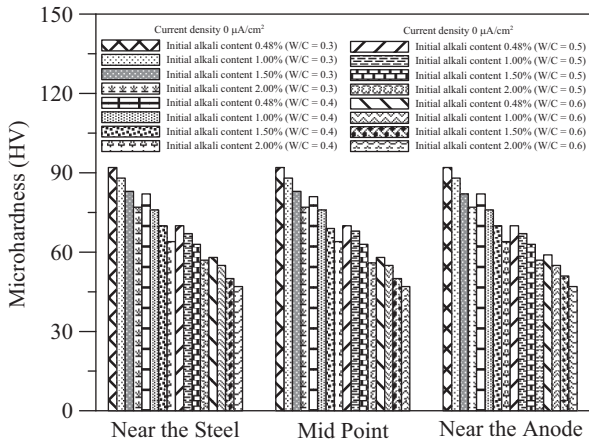 Current density 0 μA/cm²
Initial alkali content 0.48% (W/C = 0.3)
Initial alkali content 1.00% (W/C = 0.3)
Initial alkali content 1.50% (W/C = 0.3)
Initial alkali content 2.00% (W/C = 0.3)
Initial alkali content 0.48% (W/C = 0.4)
Initial alkali content 1.00% (W/C = 0.4)
Initial alkali content 1.50% (W/C = 0.4)
Initial alkali content 2.00% (W/C = 0.4)
Current density 0 μA/cm²
Initial alkali content 0.48% (W/C = 0.5)
Initial alkali content 1.00% (W/C = 0.5)
Initial alkali content 1.50% (W/C = 0.5)
Initial alkali content 2.00% (W/C = 0.5)
Initial alkali content 0.48% (W/C = 0.6)
Initial alkali content 1.00% (W/C = 0.6)
Initial alkali content 1.50% (W/C = 0.6)
Initial alkali content 2.00% (W/C = 0.6)
Microhardness (HV)
150
120
90
60
30
0
Near the Steel
Mid Point
Near the Anode